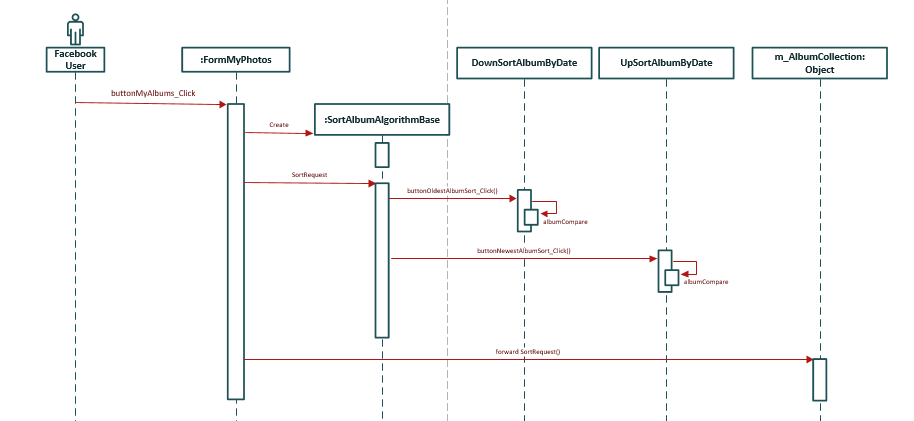 Facebook
User
:FormMyPhotos
DownSortAlbumByDate
UpSortAlbumByDate
m_AlbumCollection:
Object
buttonMyAlbums_Click
:SortAlbumAlgorithmBase
Create
SortRequest
buttonOldestAlbumSort_Click()
albumCompare
buttonNewestAlbumSort_Click()
albumCompare
forward SortRequest()